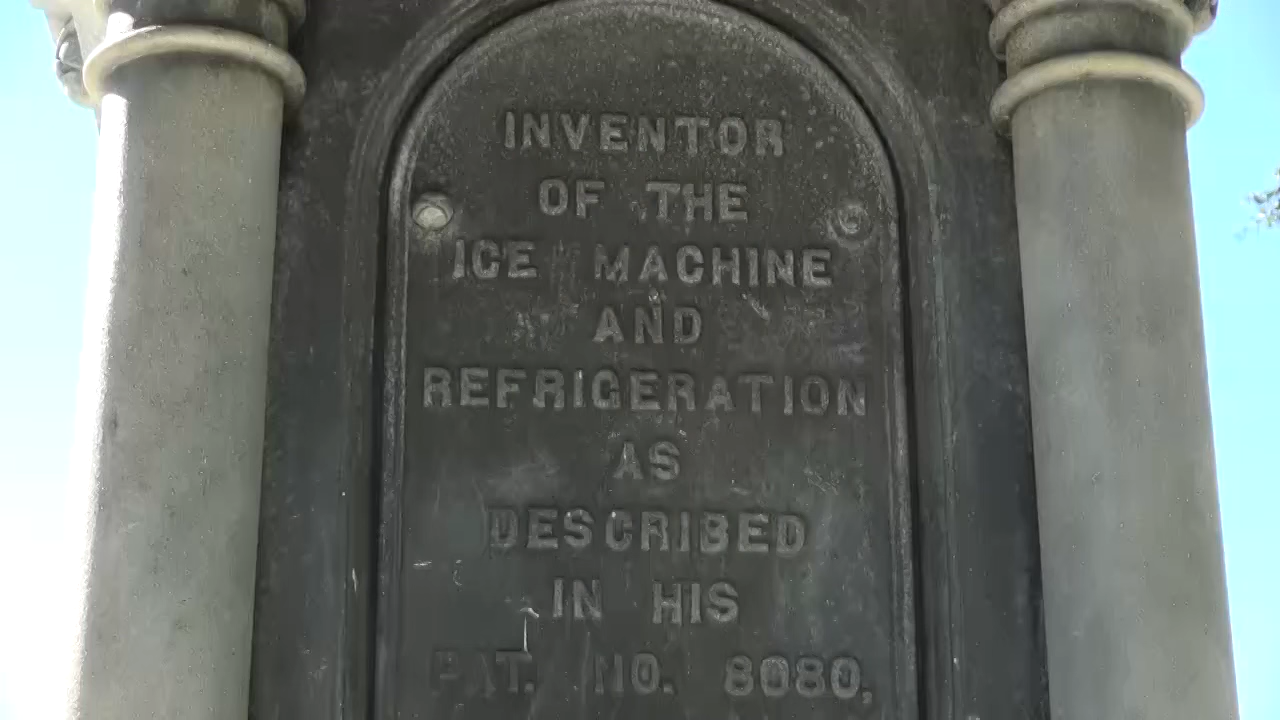 INVENTOR
OF THE
ICE MACHINE
AND
REFRIGERATION
AS
DESCRIBED
IN HIS
PAT. NO. 8080,